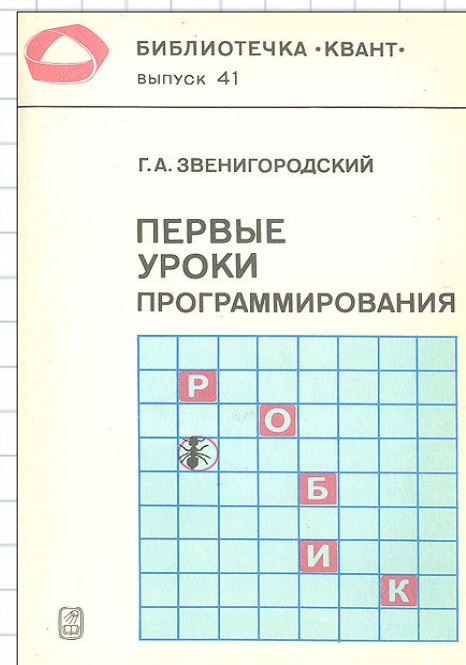 БИБЛИОТЕЧКА •КВАНТ•
ВЫПУСК 41
Г.А. ЗВЕНИГОРОДСКИЙ
ПЕРВЫЕ
УРОКИ
ПРОГРАММИРОВАНИЯ
Р
О
Б
И
К